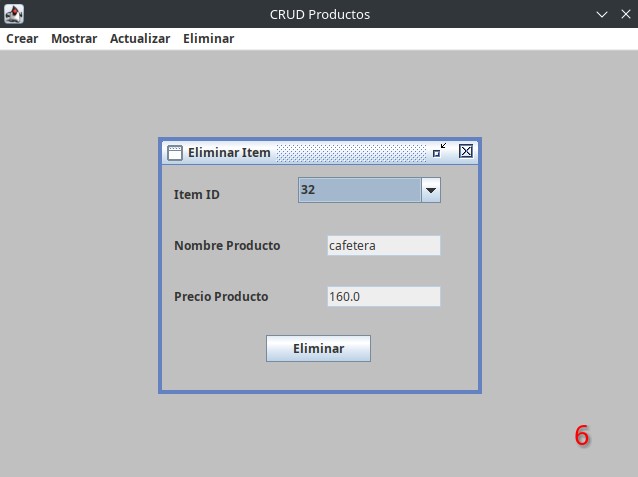 CRUD Productos
Crear Mostrar Actualizar Eliminar
Eliminar Item
Item ID 32
Nombre Producto cafetera
Precio Producto 160.0
Eliminar
6